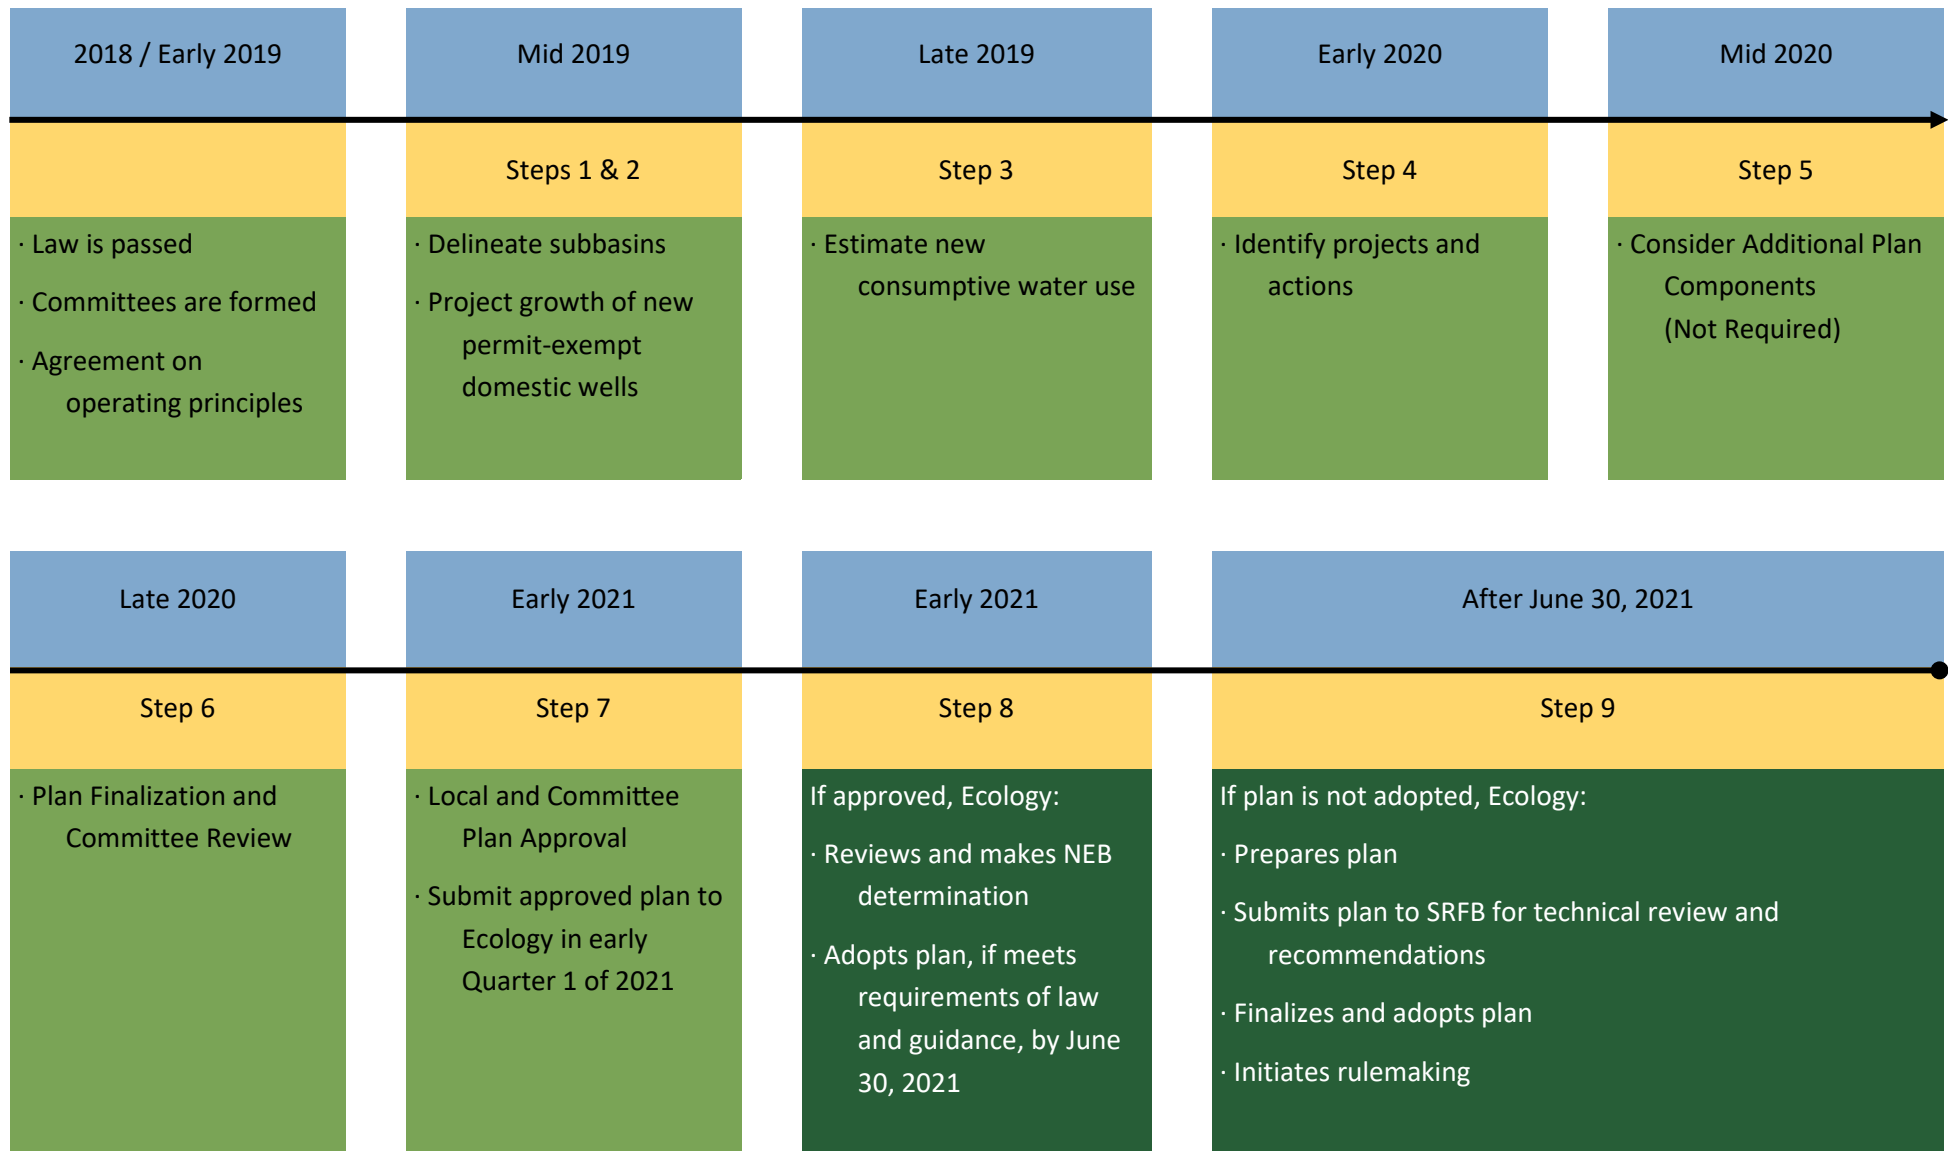 2018 / Early 2019
Mid 2019
Late 2019
Early 2020
Mid 2020
Steps 1 & 2
Step 3
Step 4
Step 5
· Law is passed
· Committees are formed
· Agreement on
operating principles
· Delineate subbasins
· Project growth of new
permit-exempt
domestic wells
· Estimate new
consumptive water use
· Identify projects and
actions
· Consider Additional Plan
Components
(Not Required)
Late 2020
Early 2021
Early 2021
After June 30, 2021
Step 6
Step 7
Step 8
Step 9
· Plan Finalization and
Committee Review
· Local and Committee
Plan Approval
· Submit approved plan to
Ecology in early
Quarter 1 of 2021
If approved, Ecology:
· Reviews and makes NEB
determination
· Adopts plan, if meets
requirements of law
and guidance, by June
30, 2021
If plan is not adopted, Ecology:
· Prepares plan
· Submits plan to SRFB for technical review and
recommendations
· Finalizes and adopts plan
· Initiates rulemaking